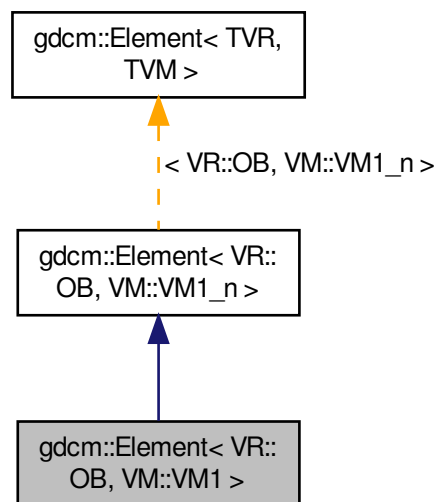 gdcm::Element< TVR,
TVM >
< VR::OB, VM::VM1_n >
gdcm::Element< VR::
OB, VM::VM1_n >
gdcm::Element< VR::
OB, VM::VM1 >